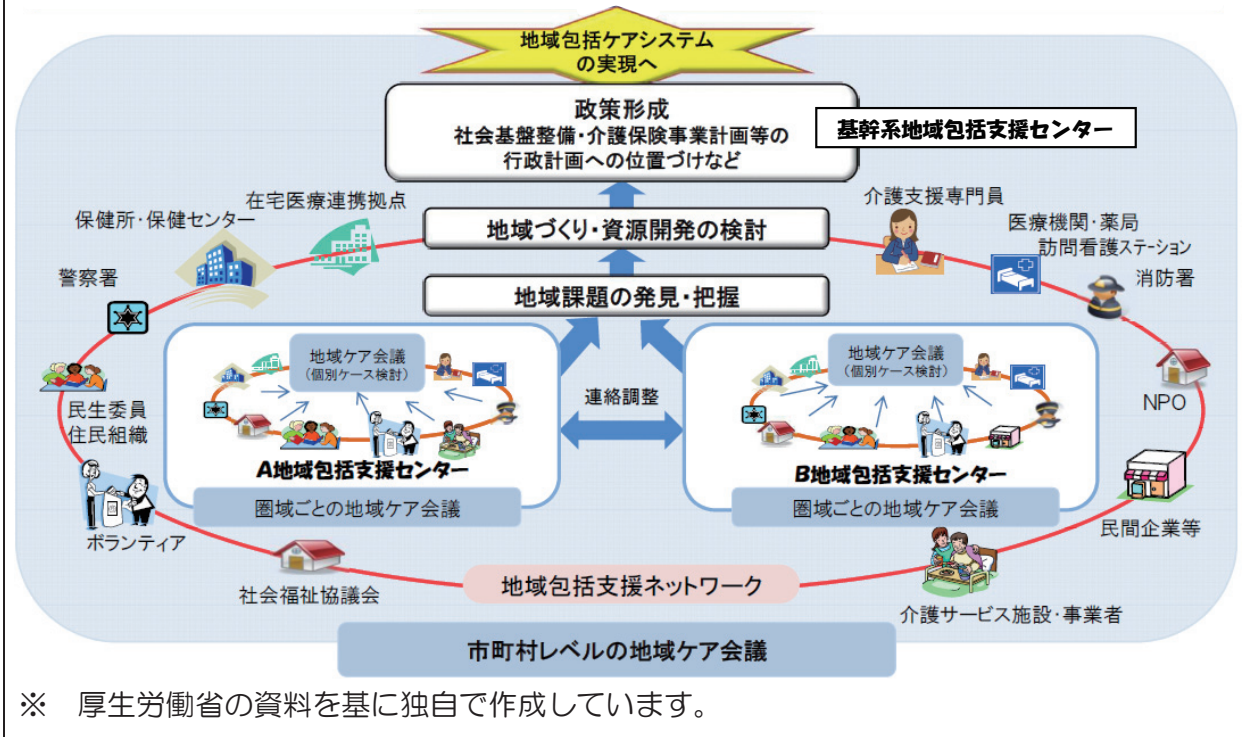 地域包括ケアシステム
の実現へ
政策形成
社会基盤整備・介護保険事業計画等の
行政計画への位置づけなど
基幹系地域包括支援センター
在宅医療連携拠点
保健所・保健センター
警察署
地域づくり・資源開発の検討
地域課題の発見・把握
介護支援専門員
医療機関・薬局
訪問看護ステーション
消防署
地域ケア会議
(個別ケース検討)
A地域包括支援センター
圏域ごとの地域ケア会議
連絡調整
地域ケア会議
(個別ケース検討)
B地域包括支援センター
圏域ごとの地域ケア会議
民生委員
住民組織
NPO
ボランティア
民間企業等
社会福祉協議会
地域包括支援ネットワーク
介護サービス施設・事業者
市町村レベルの地域ケア会議
※ 厚生労働省の資料を基に独自で作成しています。